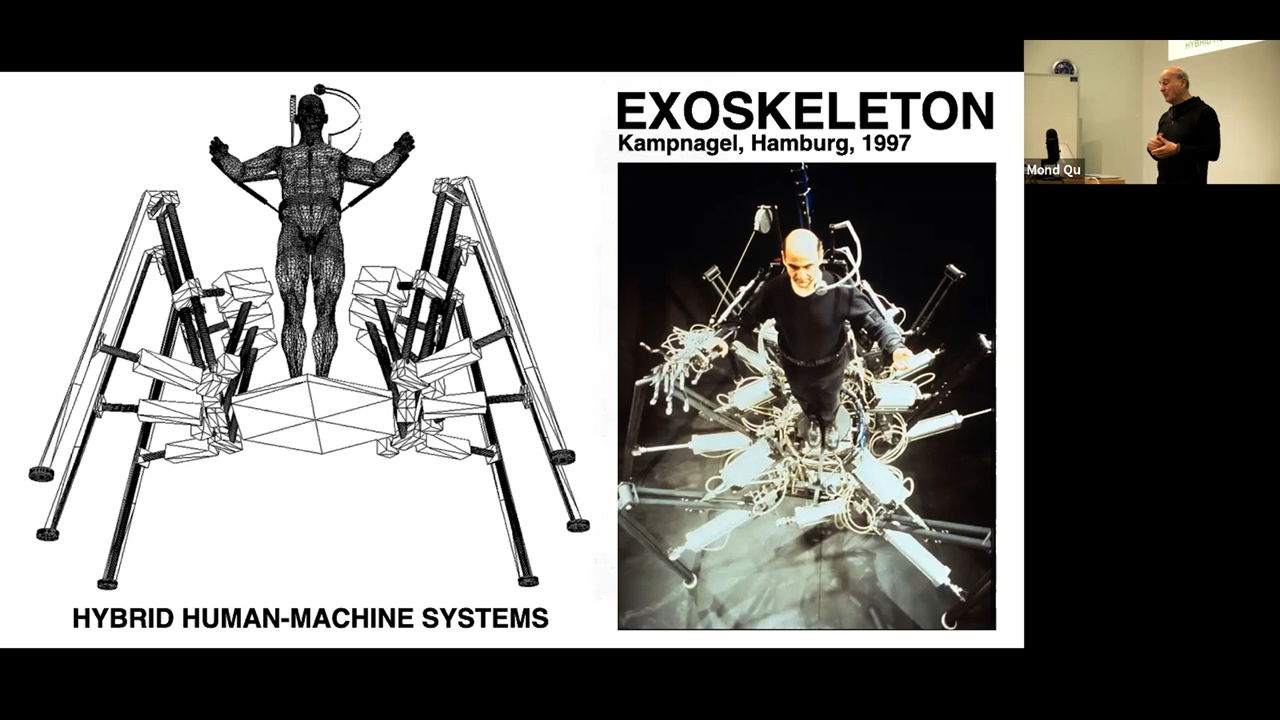 EXOSKELETON
Kampnagel, Hamburg, 1997
HYBRID HUMAN-MACHINE SYSTEMS
Mond Qu